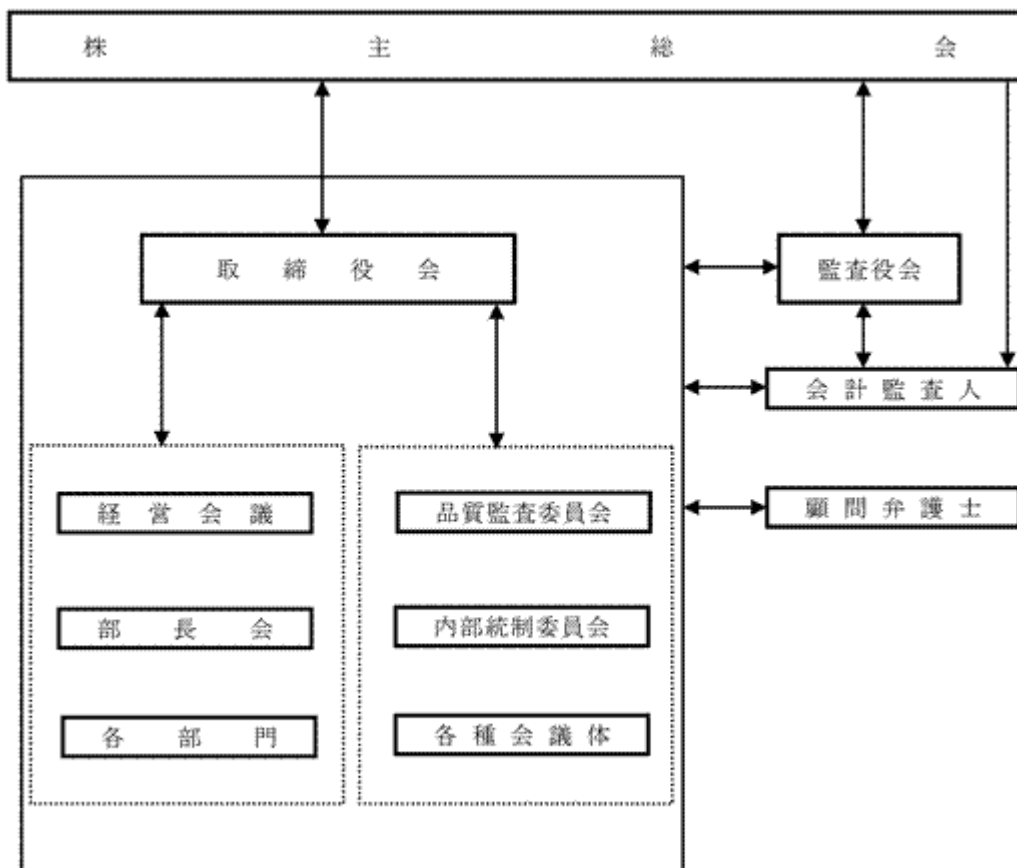 株主総会
取締役会
監査役会
会計監査人
経営会議
品質監査委員会
顧問弁護士
部長会
内部統制委員会
各部門
各種会議体